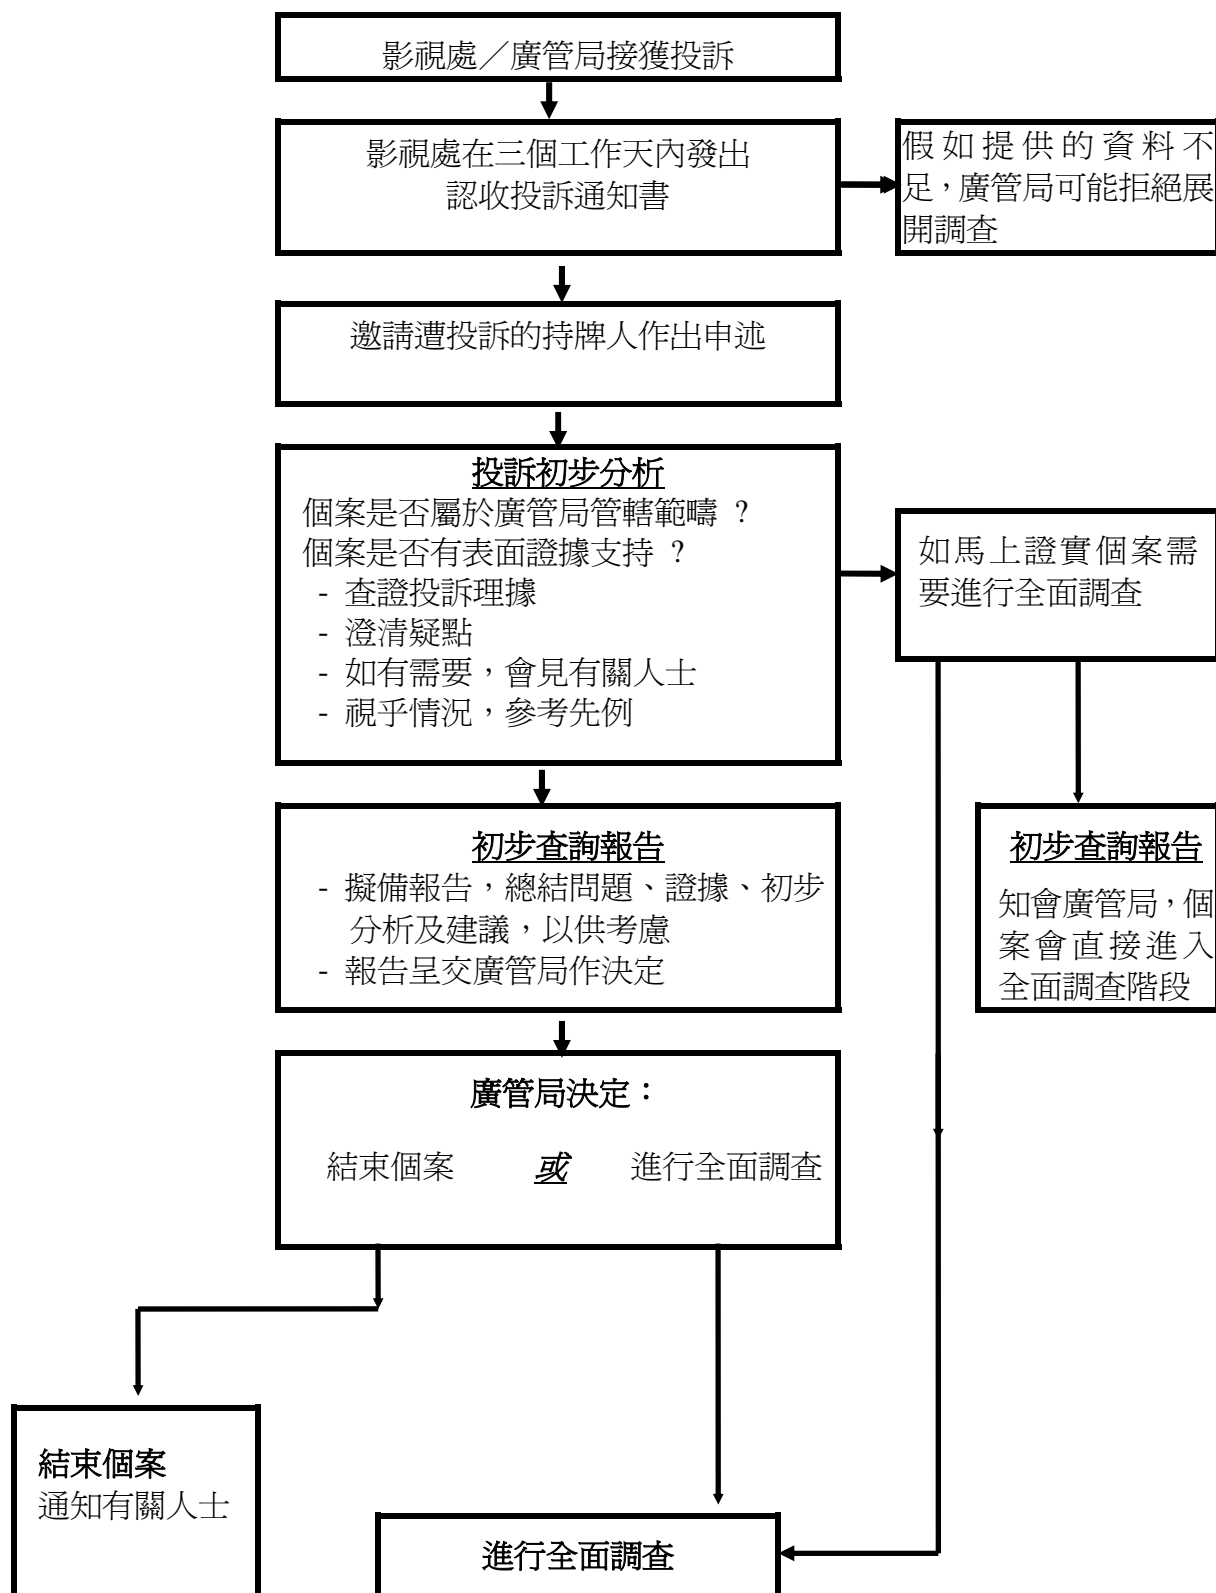 影視處／廣管局接獲投訴
影視處在三個工作天內發出
認收投訴通知書
假如提供的資料不
足，廣管局可能拒絕展
開調查
邀請遭投訴的持牌人作出申述
投訴初步分析
個案是否屬於廣管局管轄範疇 ?
個案是否有表面證據支持 ?
- 查證投訴理據
- 澄清疑點
- 如有需要，會見有關人士
- 視乎情況，參考先例
如馬上證實個案需
要進行全面調查
初步查詢報告
- 擬備報告，總結問題、證據、初步
分析及建議，以供考慮
- 報告呈交廣管局作決定
初步查詢報告
知會廣管局，個
案會直接進入
全面調查階段
廣管局決定：
結束個案 或 進行全面調查
結束個案
通知有關人士
進行全面調查